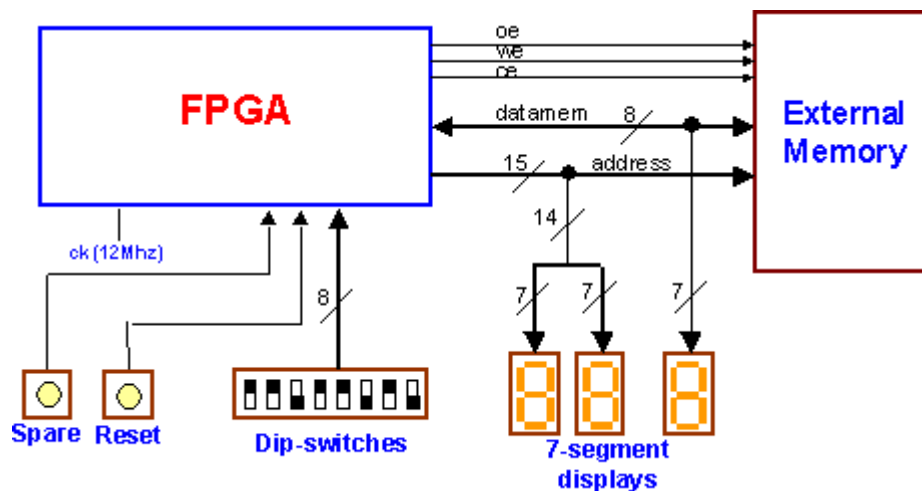 oe
we
ce
FPGA
datamem
8
External
Memory
15
address
14
ck (12Mhz)
8
7
7
7
Spare
Reset
Dip-switches
7-segment
displays